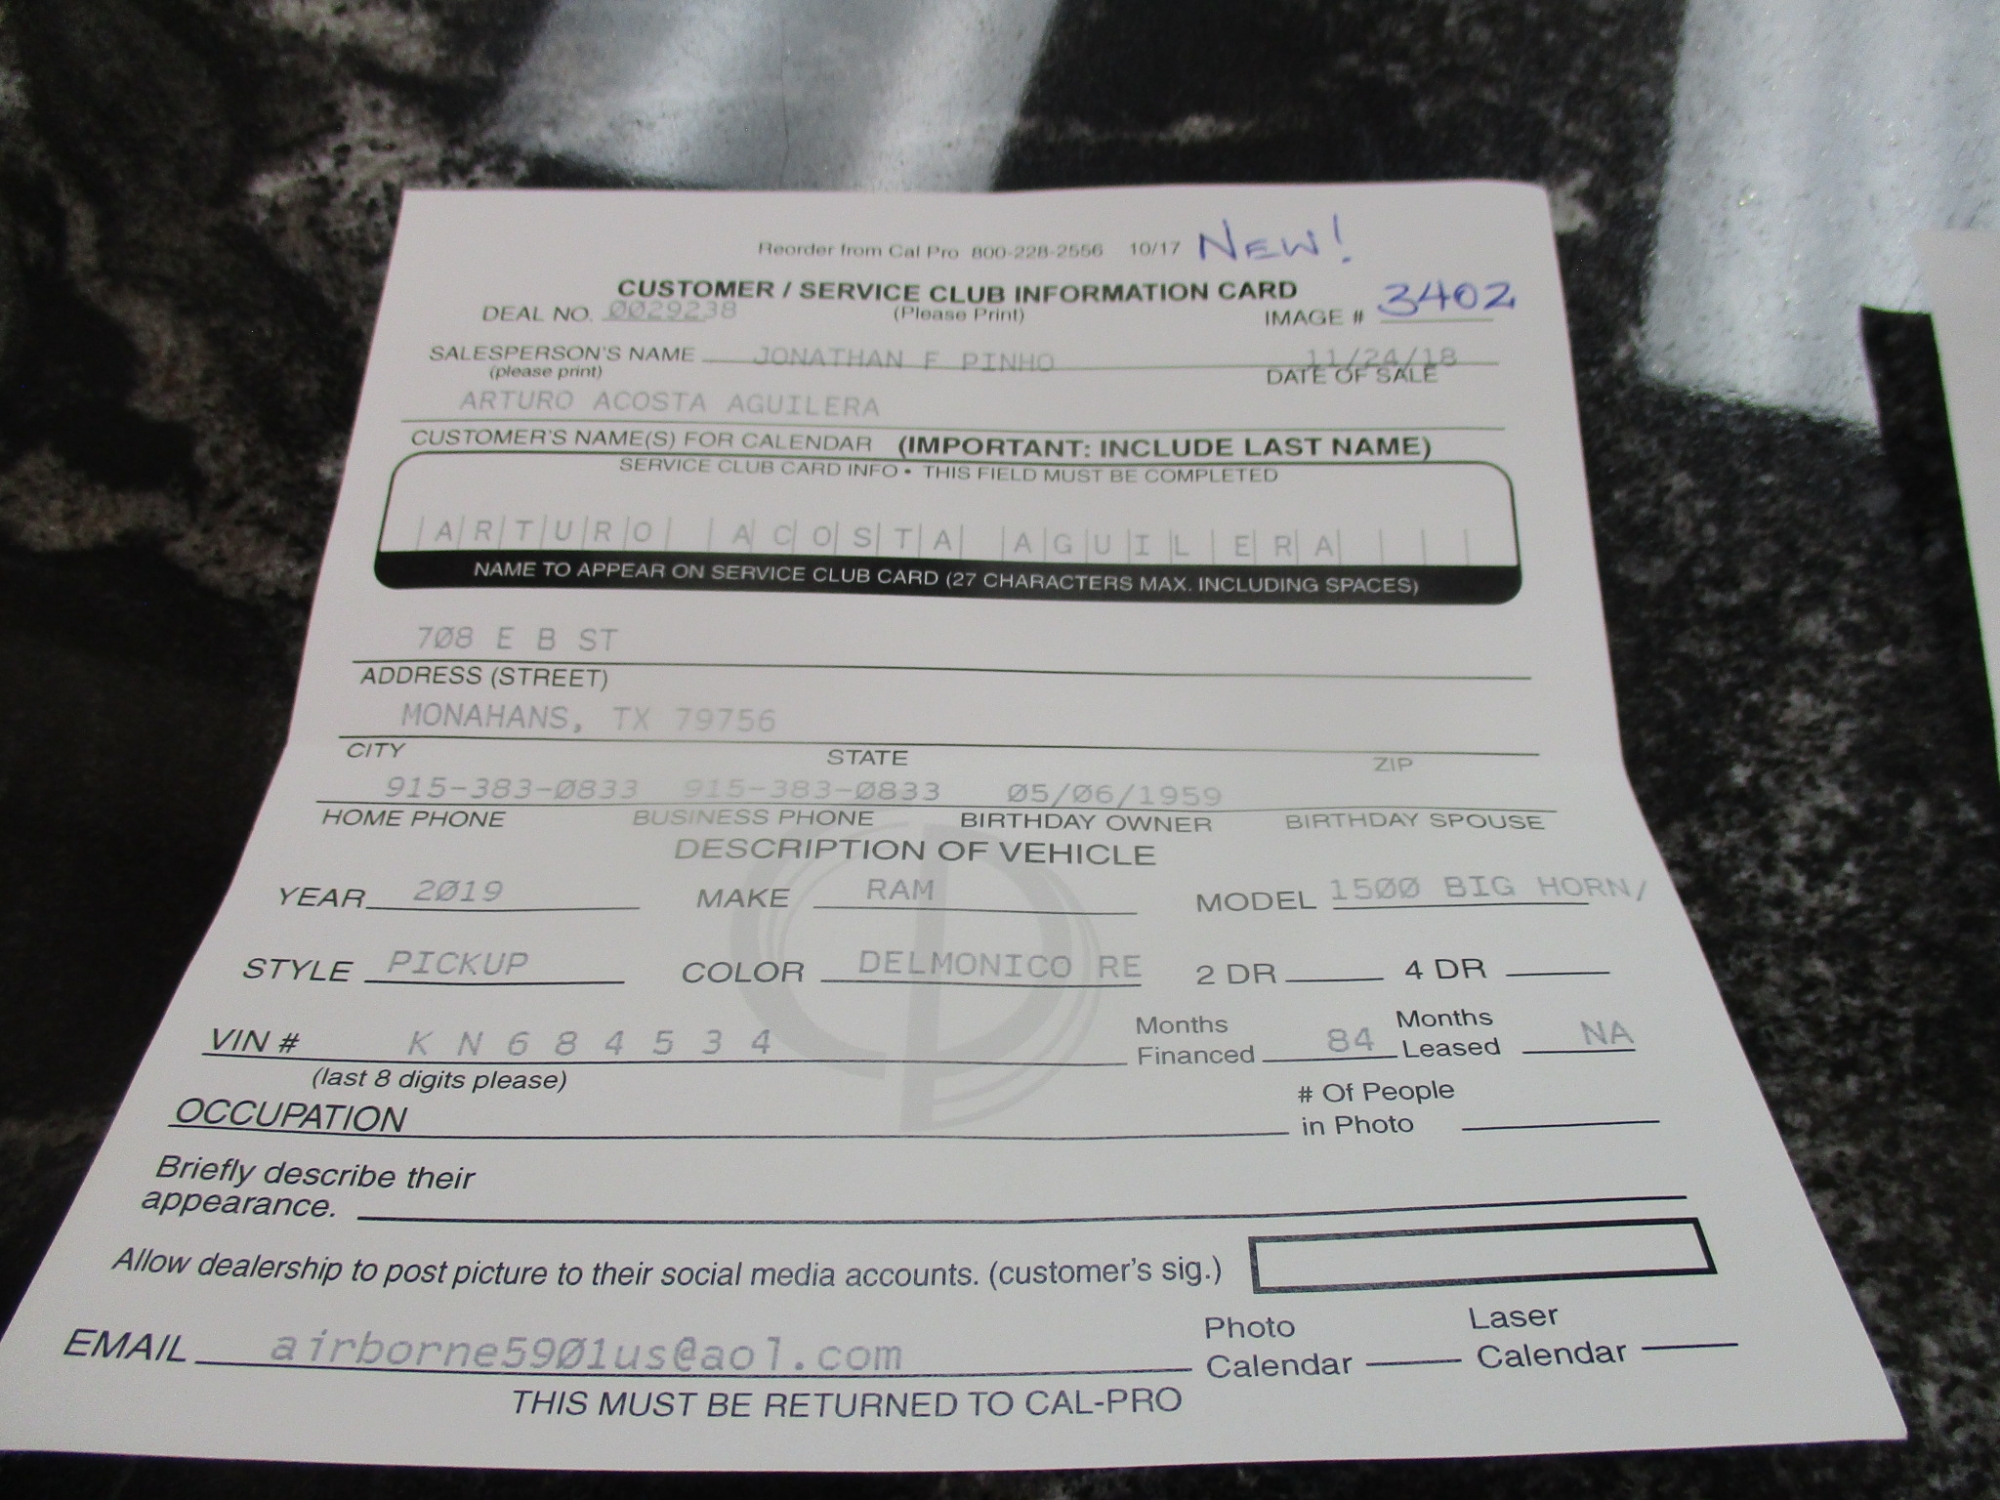 Reorder from Cal Pro 800-228-2556 10/17 NEW!
CUSTOMER / SERVICE CLUB INFORMATION CARD
DEAL NO. 0029238 (Please Print) IMAGE # 3402
SALESPERSON'S NAME JONATHAN F PINHO 11/24/18
(please print) DATE OF SALE
ARTURO ACOSTA AGUILERA
CUSTOMER'S NAME(S) FOR CALENDAR (IMPORTANT: INCLUDE LAST NAME)
SERVICE CLUB CARD INFO • THIS FIELD MUST BE COMPLETED
ARTURO ACOSTA AGUILERA
NAME TO APPEAR ON SERVICE CLUB CARD (27 CHARACTERS MAX. INCLUDING SPACES)
708 E B ST
ADDRESS (STREET)
MONAHANS, TX 79756
CITY STATE ZIP
915-383-0833 915-383-0833 05/06/1959
HOME PHONE BUSINESS PHONE BIRTHDAY OWNER BIRTHDAY SPOUSE
DESCRIPTION OF VEHICLE
YEAR 2019 MAKE RAM MODEL 1500 BIG HORN/
STYLE PICKUP COLOR DELMONICO RE 2 DR 4 DR
VIN # K N 6 8 4 5 3 4 Months Financed 84 Months Leased NA
(last 8 digits please)
OCCUPATION # Of People in Photo
Briefly describe their
appearance.
Allow dealership to post picture to their social media accounts. (customer's sig.)
EMAIL airborne5901us@aol.com Photo Calendar Laser Calendar
THIS MUST BE RETURNED TO CAL-PRO